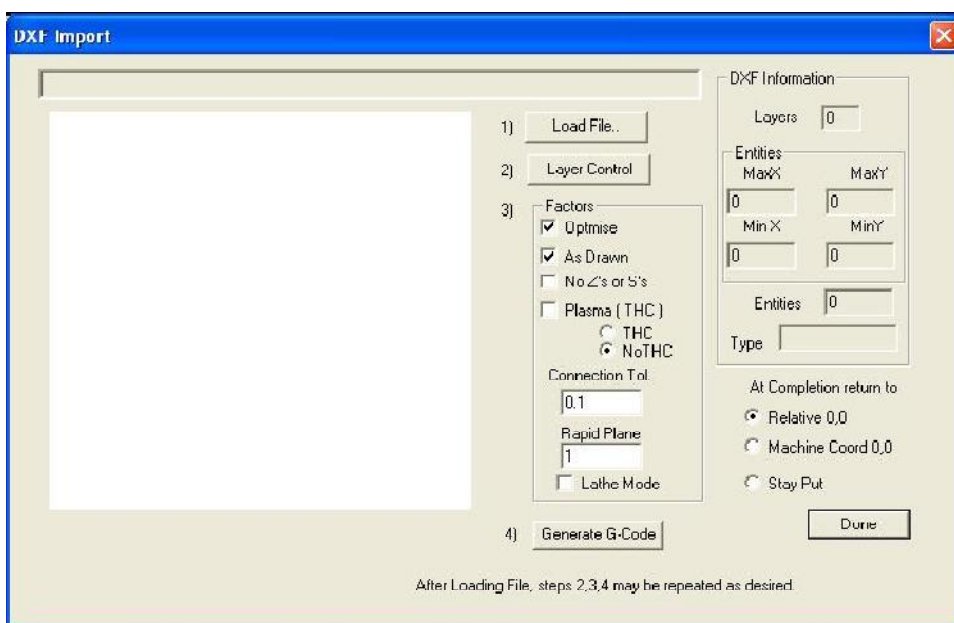 DXF Import
DXF Information
Layers 0
Entities
MaxX MaxY
0 0
Min X MinY
0 0
Entities 0
Type
1) Load File..
2) Layer Control
3) Factors
Optmise
As Drawn
No Z's or S's
Plasma ( THC )
THC
NoTHC
Connection Tol.
0.1
Rapid Plane
1
Lathe Mode
4) Generate G-Code
At Completion return to
Relative 0,0
Machine Coord 0,0
Stay Put
Done
After Loading File, steps 2,3,4 may be repeated as desired.